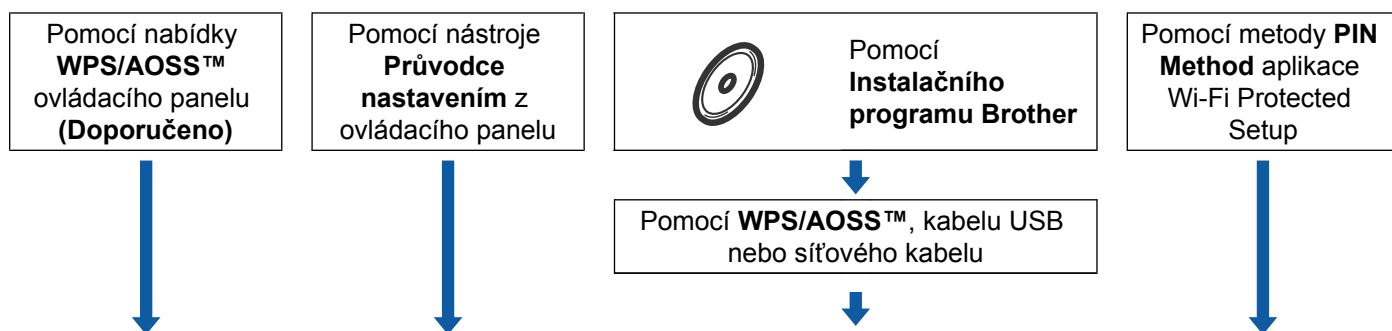 Pomocí nabídky
WPS/AOSS™
ovládacího panelu
(Doporučeno)
Pomocí nástroje
Průvodce
nastavením z
ovládacího panelu
Pomocí
Instalačního
programu Brother
Pomocí WPS/AOSS™, kabelu USB
nebo síťového kabelu
Pomocí metody PIN
Method aplikace
Wi-Fi Protected
Setup